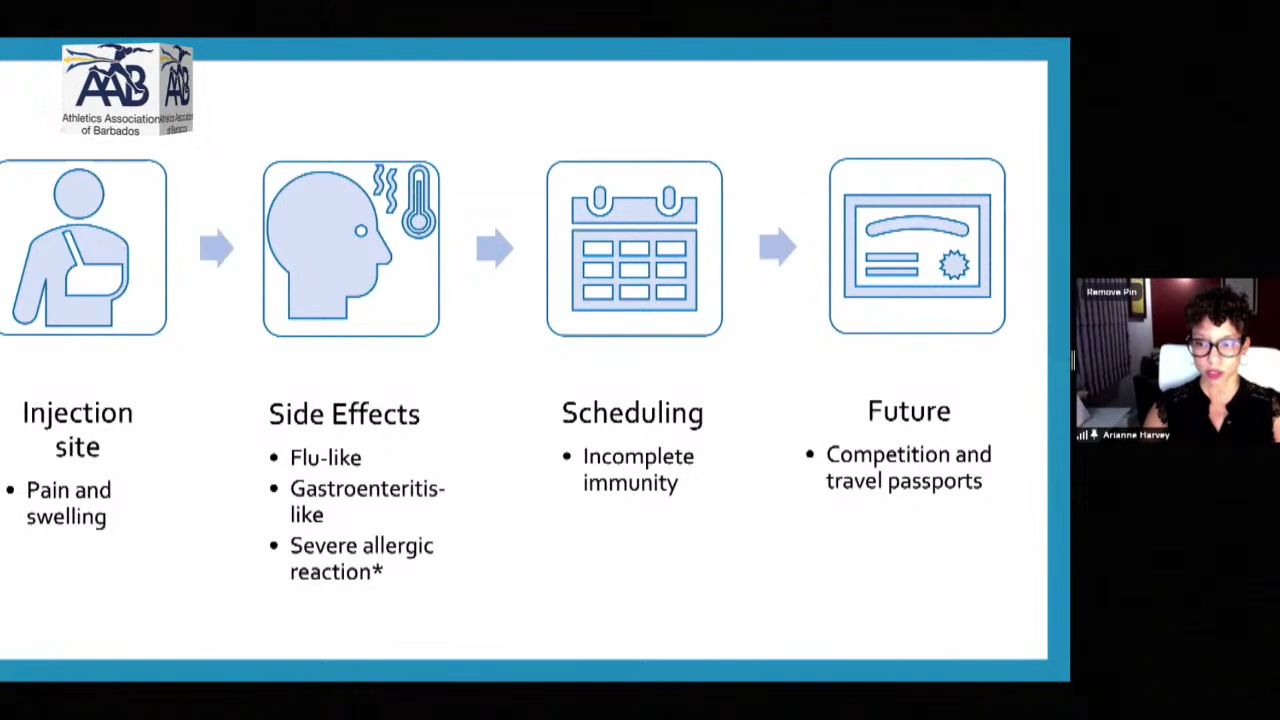 AAB
Athletics Association
of Barbados
Injection
site
• Pain and
swelling
Side Effects
• Flu-like
• Gastroenteritis-
like
• Severe allergic
reaction*
Scheduling
• Incomplete
immunity
Future
• Competition and
travel passports
Remove Pin
Arianne Harvey